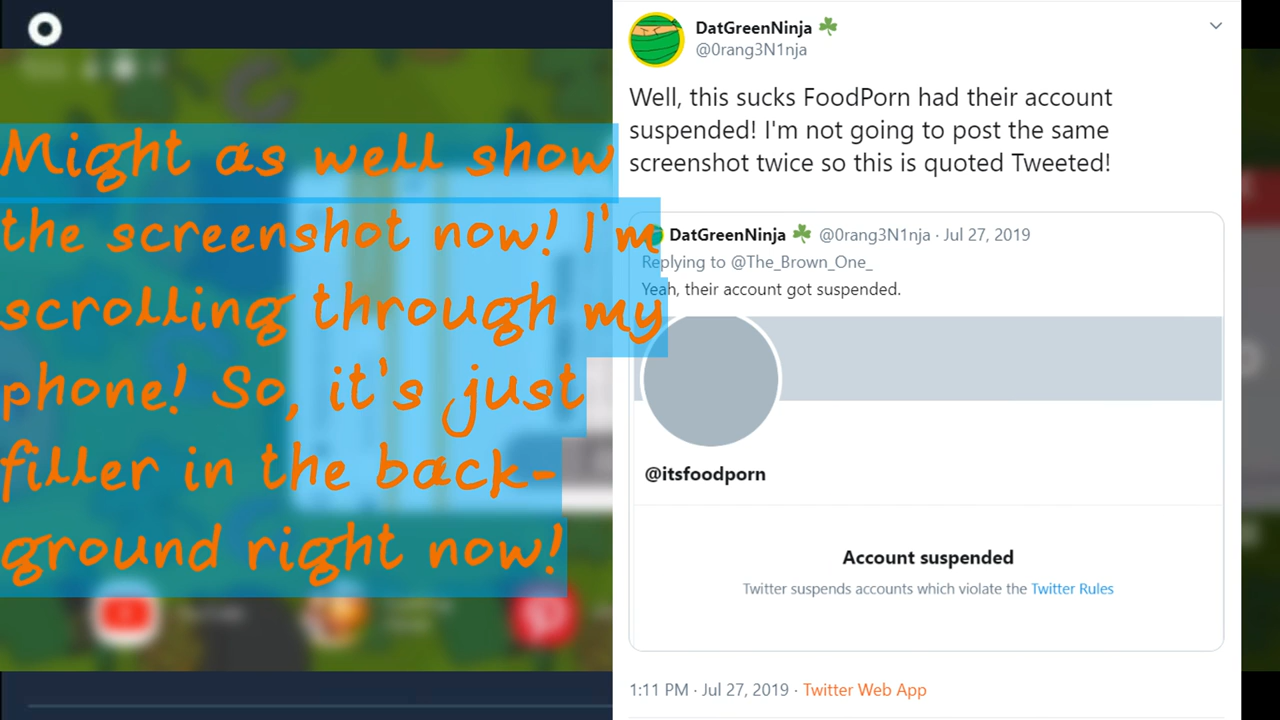 Might as well show
the screenshot now! I'm
scrolling through my
phone! So, it's just
filler in the back-
ground right now!
DatGreenNinja ☘
@0rang3N1nja
Well, this sucks FoodPorn had their account
suspended! I'm not going to post the same
screenshot twice so this is quoted Tweeted!
DatGreenNinja ☘ @0rang3N1nja · Jul 27, 2019
Replying to @The_Brown_One_
Yeah, their account got suspended.
@itsfoodporn
Account suspended
Twitter suspends accounts which violate the Twitter Rules
1:11 PM · Jul 27, 2019 · Twitter Web App